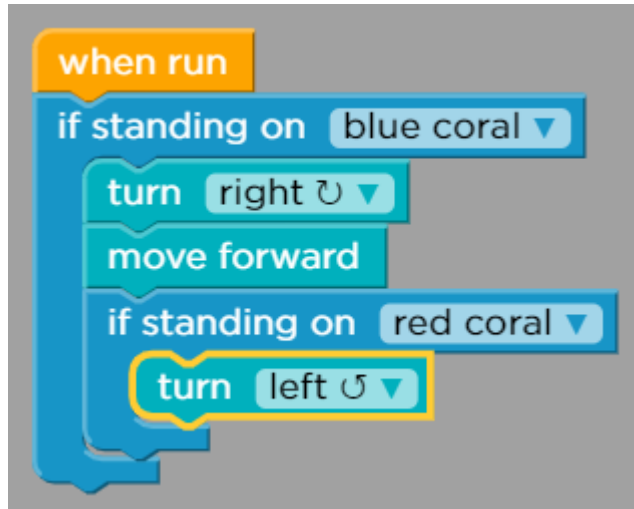 when run
if standing on blue coral ▼
turn right ↻ ▼
move forward
if standing on red coral ▼
turn left ↺ ▼